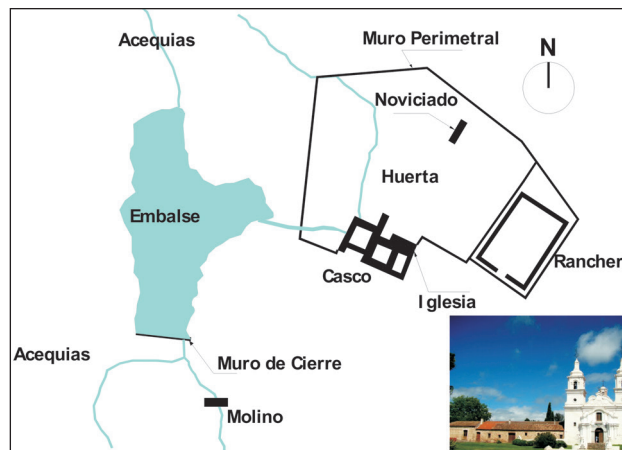 Acequias
Muro Perimetral
N
Noviciado
Huerta
Embalse
Casco
Iglesia
Rancher
Muro de Cierre
Acequias
Molino